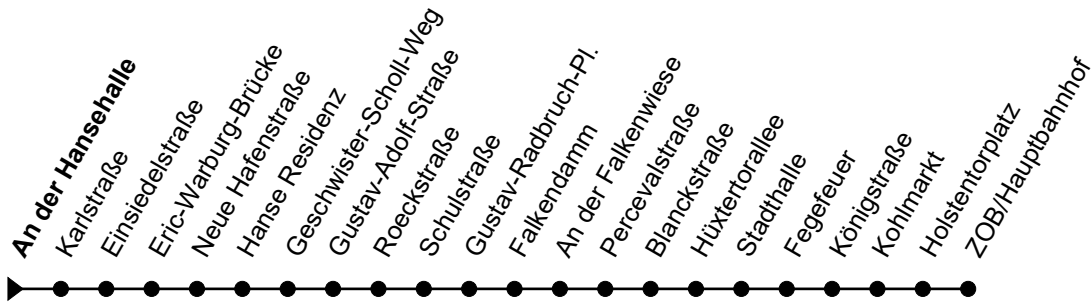 An der Hansehalle
Karlstraße
Einsiedelstraße
Eric-Warburg-Brücke
Neue Hafenstraße
Hanse Residenz
Geschwister-Scholl-Weg
Gustav-Adolf-Straße
Roeckstraße
Schulstraße
Gustav-Radbruch-Pl.
Falkendamm
An der Falkenwiese
Percevalstraße
Blanckstraße
Hüxtertorallee
Stadthalle
Fegefeuer
Königstraße
Kohlmarkt
Holstentorplatz
ZOB/Hauptbahnhof